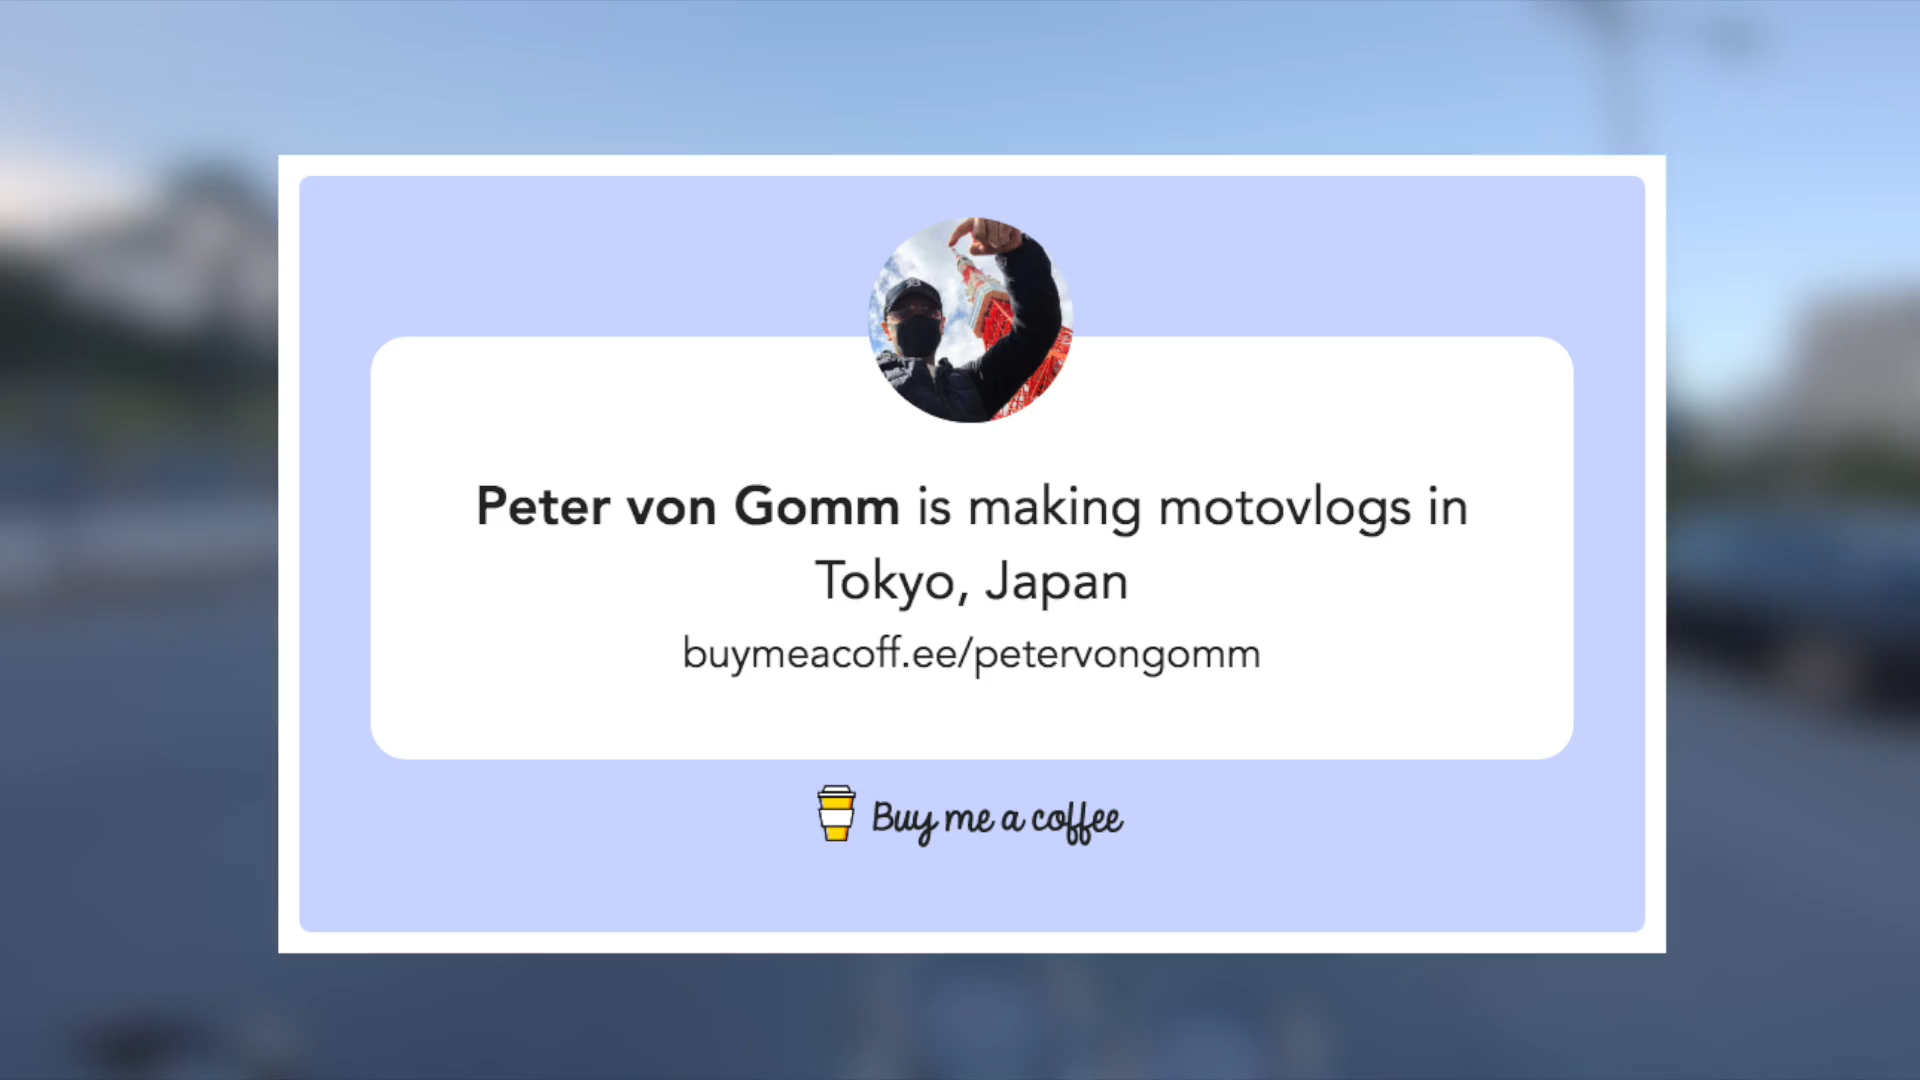 Peter von Gomm is making motovlogs in
Tokyo, Japan
buymeacoff.ee/petervongomm
Buy me a coffee